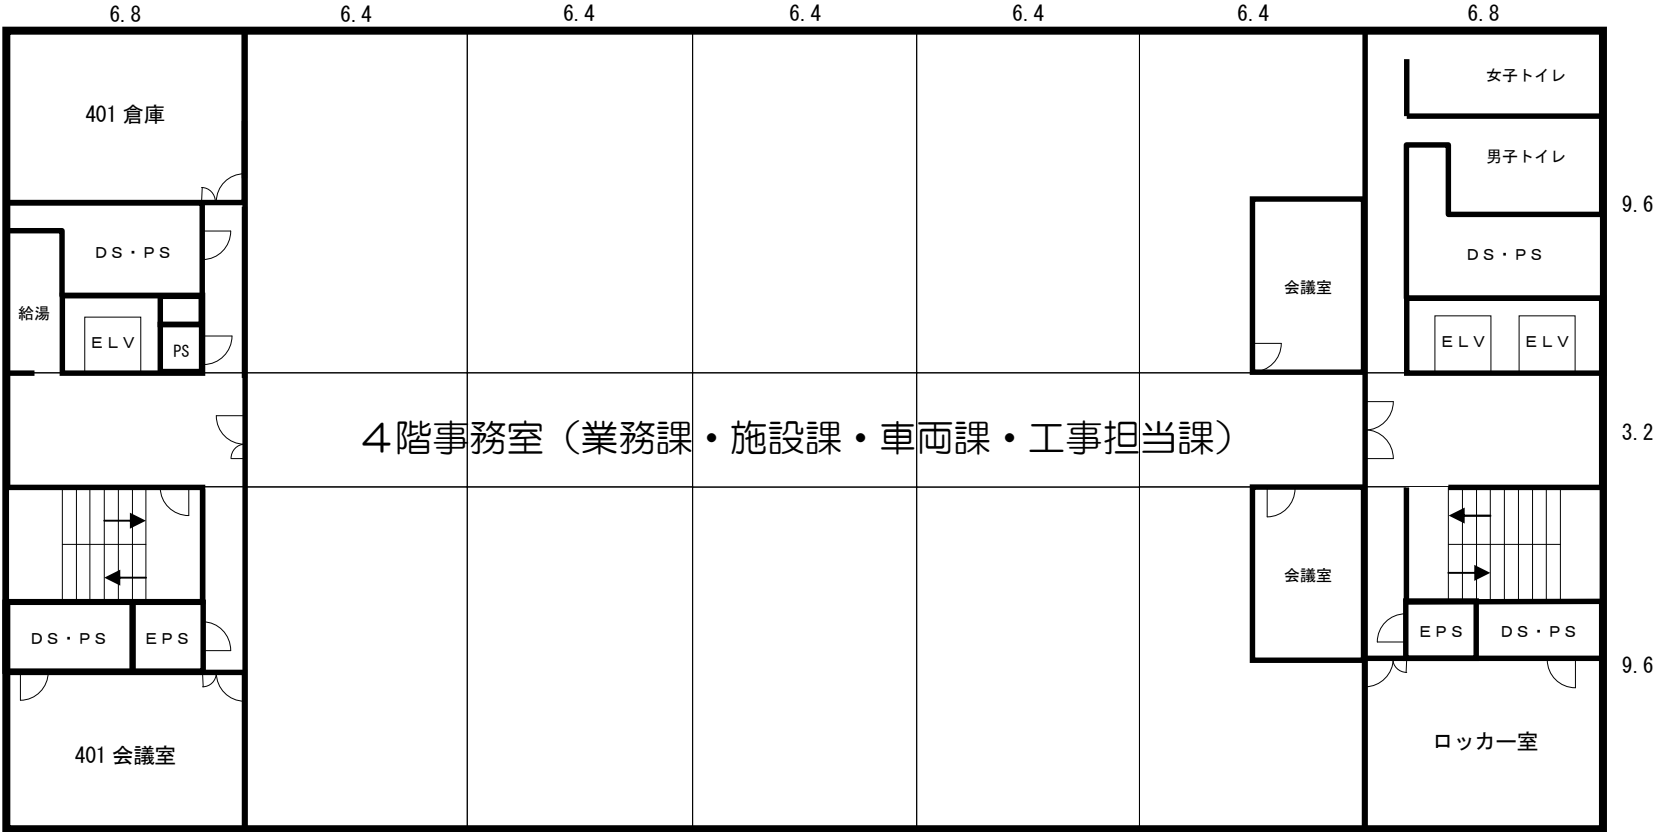 6.8
6.4
6.4
6.4
6.4
6.4
6.8
401 倉庫
女子トイレ
男子トイレ
9.6
DS・PS
DS・PS
給湯
会議室
ELV
PS
ELV
ELV
4階事務室（業務課・施設課・車両課・工事担当課）
3.2
会議室
DS・PS
EPS
EPS
DS・PS
9.6
401 会議室
ロッカー室